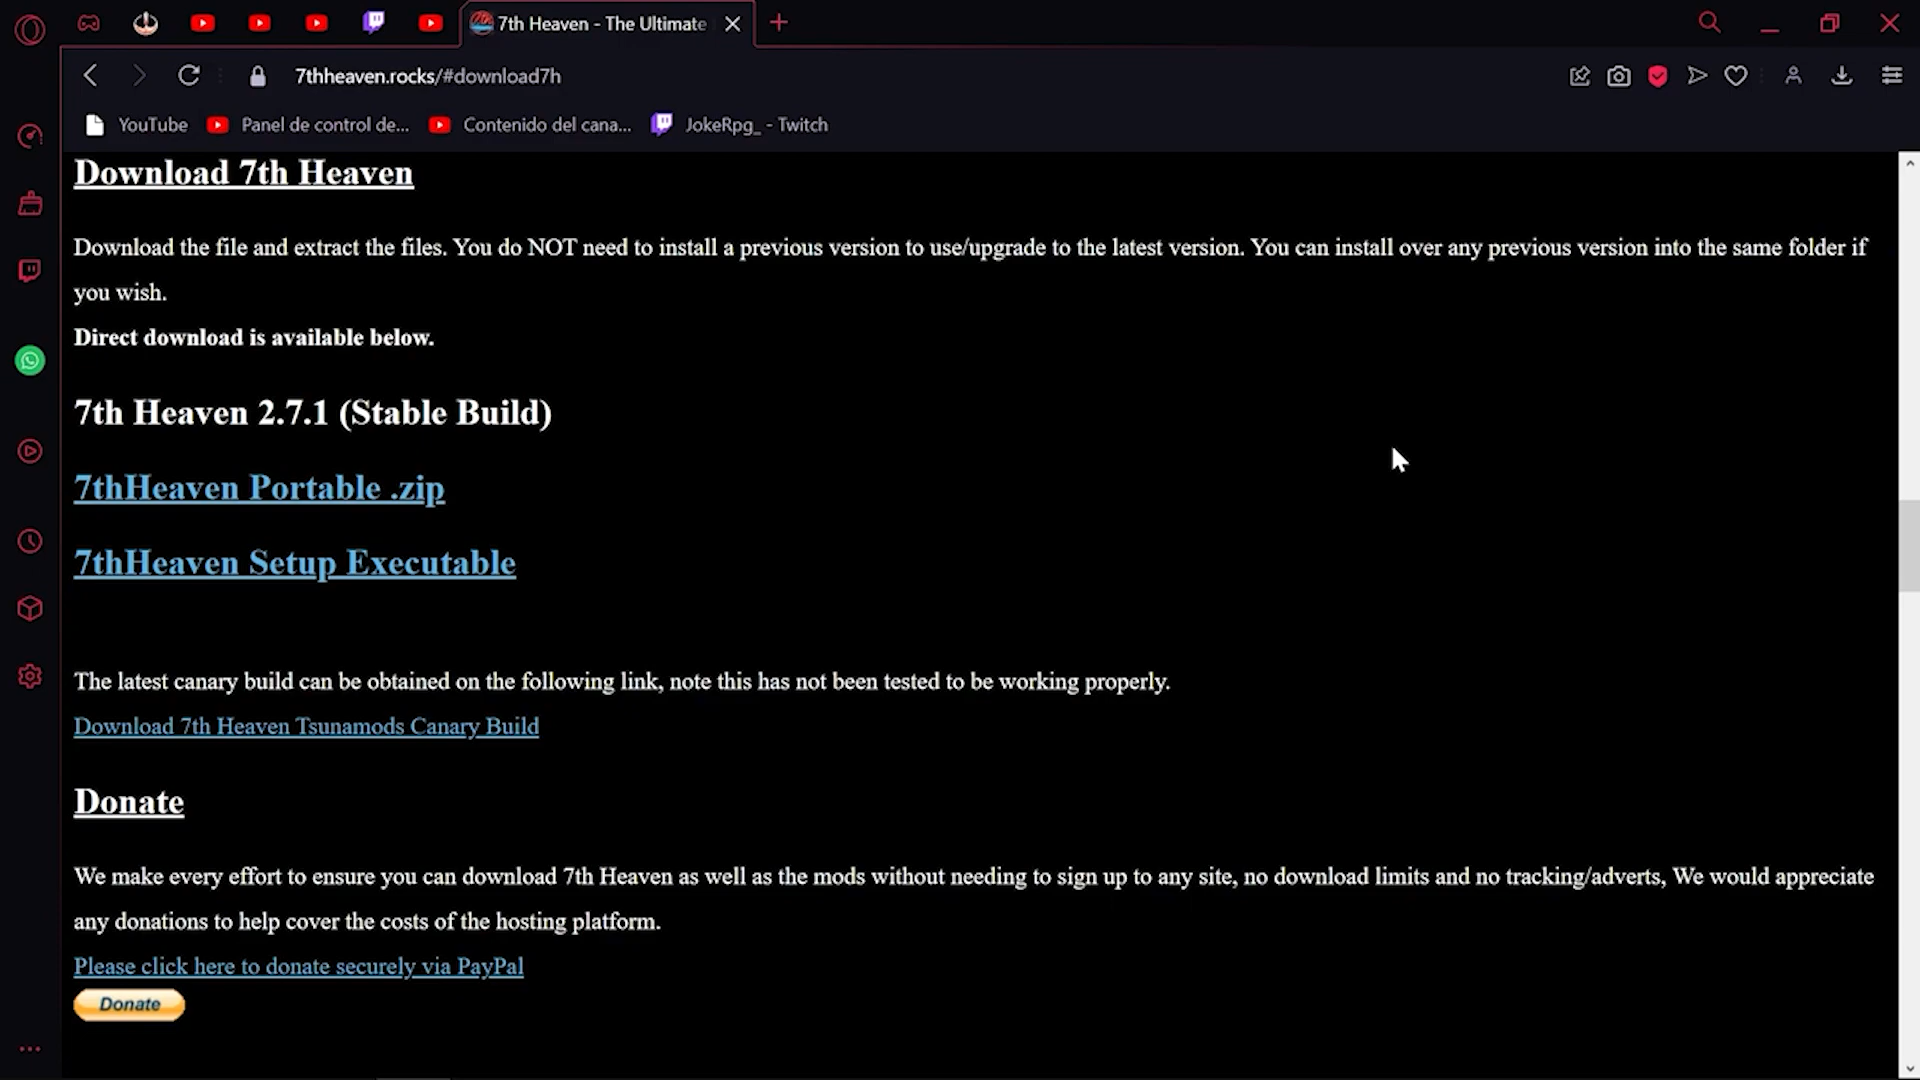 7th Heaven - The Ultimate
7thheaven.rocks/#download7h
YouTube
Panel de control de...
Contenido del cana...
JokeRpg_ - Twitch
Download 7th Heaven
Download the file and extract the files. You do NOT need to install a previous version to use/upgrade to the latest version. You can install over any previous version into the same folder if
you wish.
Direct download is available below.
7th Heaven 2.7.1 (Stable Build)
7thHeaven Portable .zip
7thHeaven Setup Executable
The latest canary build can be obtained on the following link, note this has not been tested to be working properly.
Download 7th Heaven Tsunamods Canary Build
Donate
We make every effort to ensure you can download 7th Heaven as well as the mods without needing to sign up to any site, no download limits and no tracking/adverts, We would appreciate
any donations to help cover the costs of the hosting platform.
Please click here to donate securely via PayPal
Donate